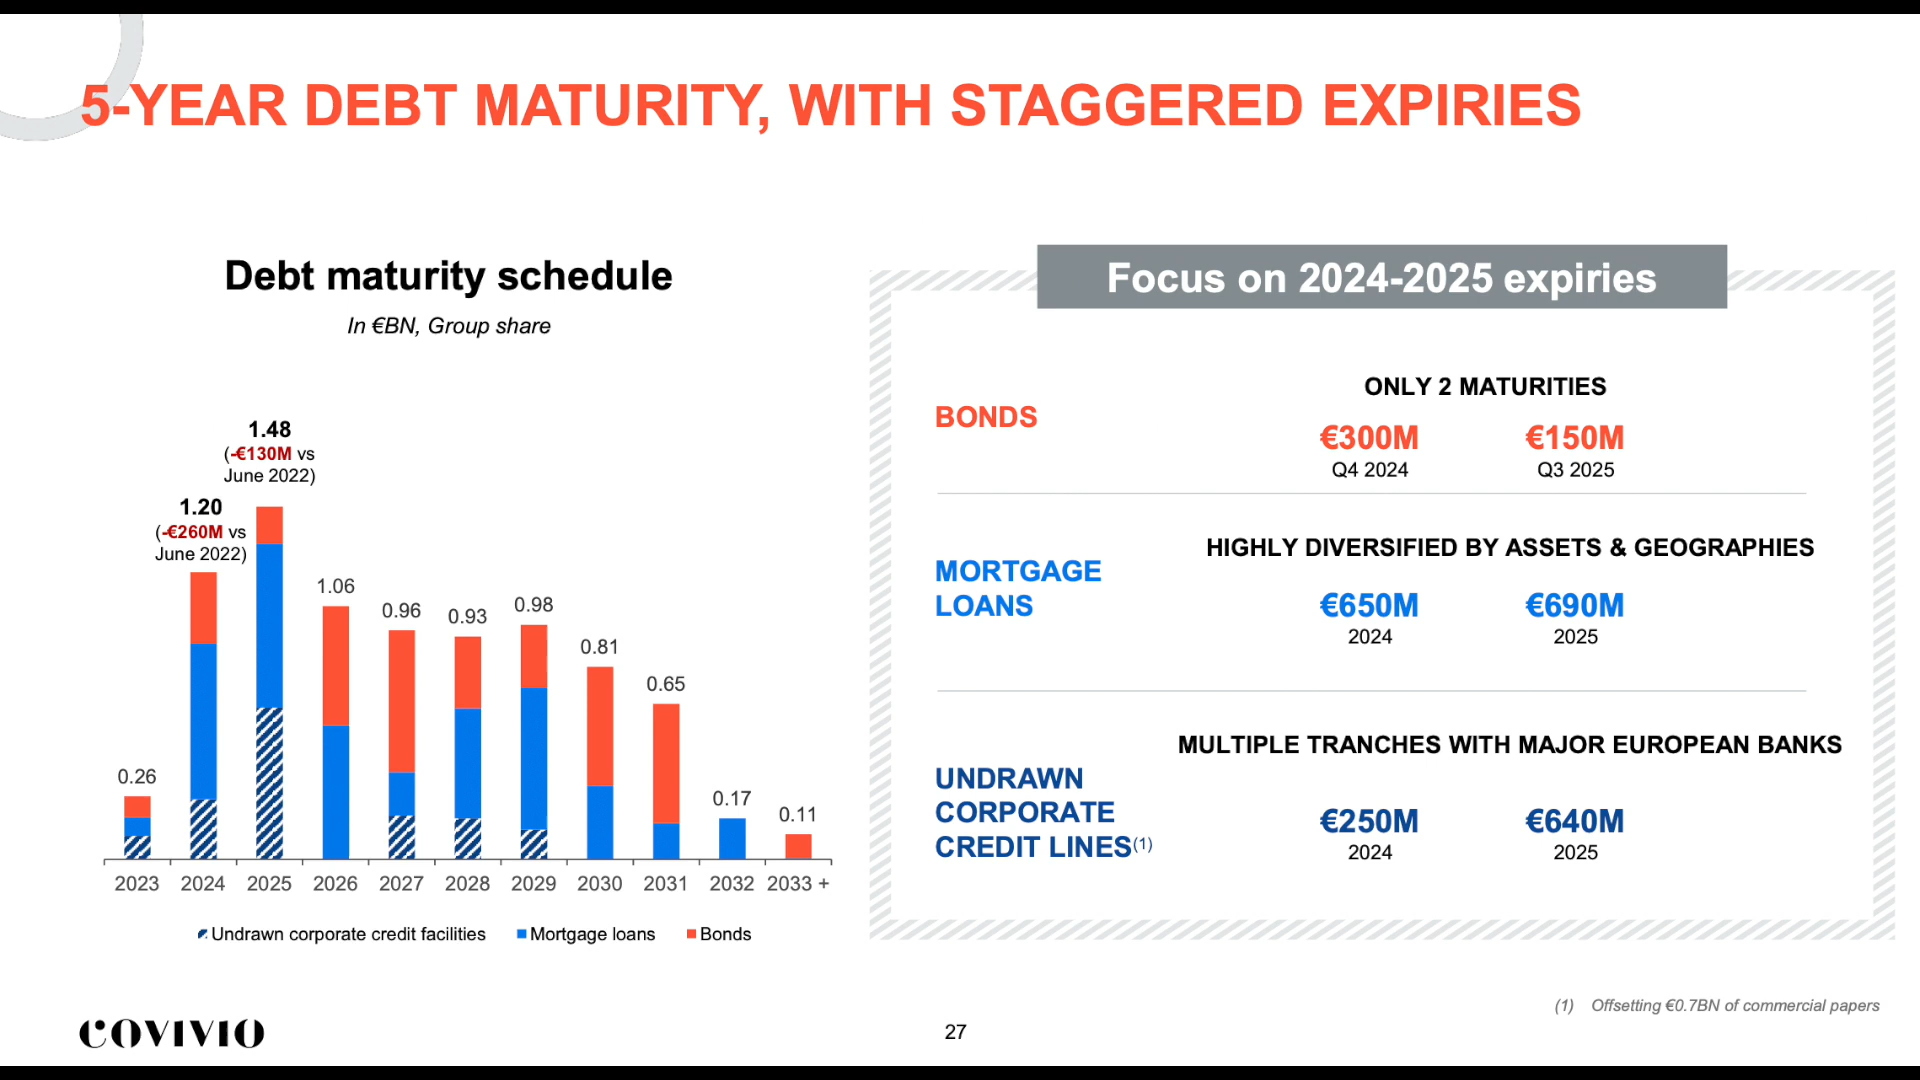 5-YEAR DEBT MATURITY, WITH STAGGERED EXPIRIES
Debt maturity schedule
In €BN, Group share
1.48
(-€130M vs
June 2022)
1.20
(-€260M vs
June 2022)
0.26
1.06
0.96
0.93
0.98
0.81
0.65
0.17
0.11
2023 2024 2025 2026 2027 2028 2029 2030 2031 2032 2033 +
Undrawn corporate credit facilities Mortgage loans Bonds
Focus on 2024-2025 expiries
BONDS
ONLY 2 MATURITIES
€300M €150M
Q4 2024 Q3 2025
MORTGAGE
LOANS
HIGHLY DIVERSIFIED BY ASSETS & GEOGRAPHIES
€650M €690M
2024 2025
UNDRAWN
CORPORATE
CREDIT LINES(1)
MULTIPLE TRANCHES WITH MAJOR EUROPEAN BANKS
€250M €640M
2024 2025
(1) Offsetting €0.7BN of commercial papers
COVIVIO
27